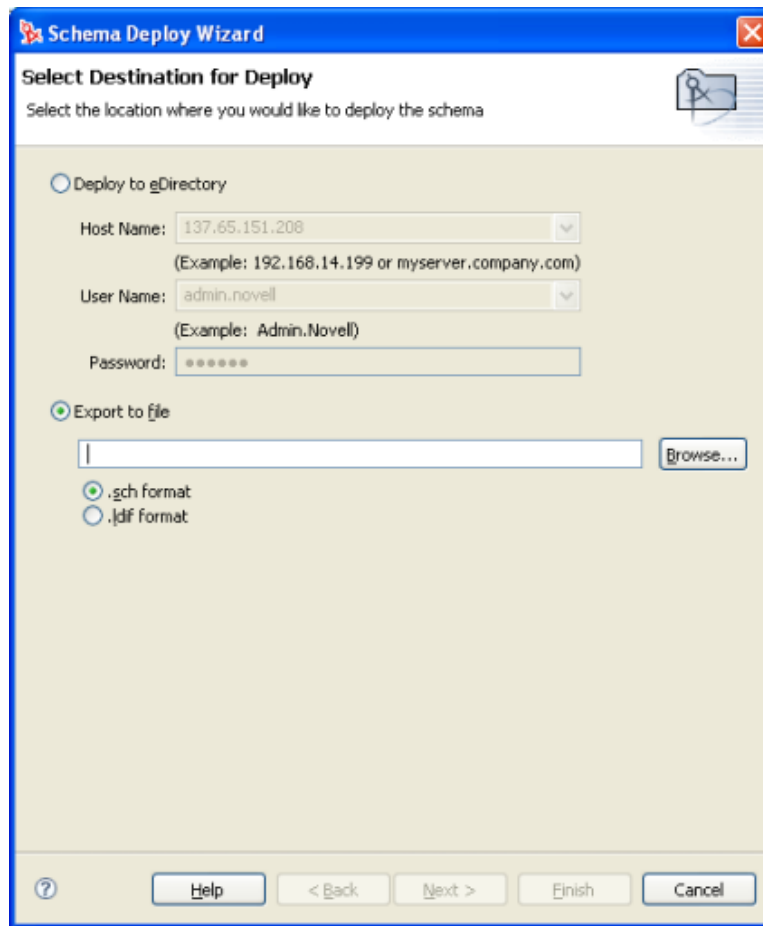 Schema Deploy Wizard
Select Destination for Deploy
Select the location where you would like to deploy the schema
Deploy to eDirectory
Host Name: 137.65.151.208
(Example: 192.168.14.199 or myserver.company.com)
User Name: admin.novell
(Example: Admin.Novell)
Password: ●●●●●●
Export to file
Browse...
.sch format
.ldif format
Help < Back Next > Finish Cancel